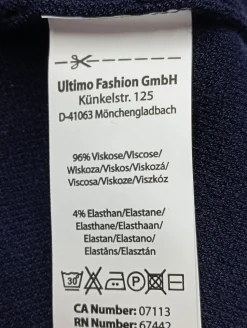 Ultimo Fashion GmbH
Künkelstr. 125
D-41063 Mönchengladbach
96% Viskose/Viscose/
Wiskoza/Viskos/Viskozá/
Viscosa/Viskoze/Viszkóz
4% Elasthan/Elastane/
Elasthane/Elasthaan/
Elastan/Elastano/
Elastāns/Elasztán
30 P
CA Number: 07113
RN Number: 67442